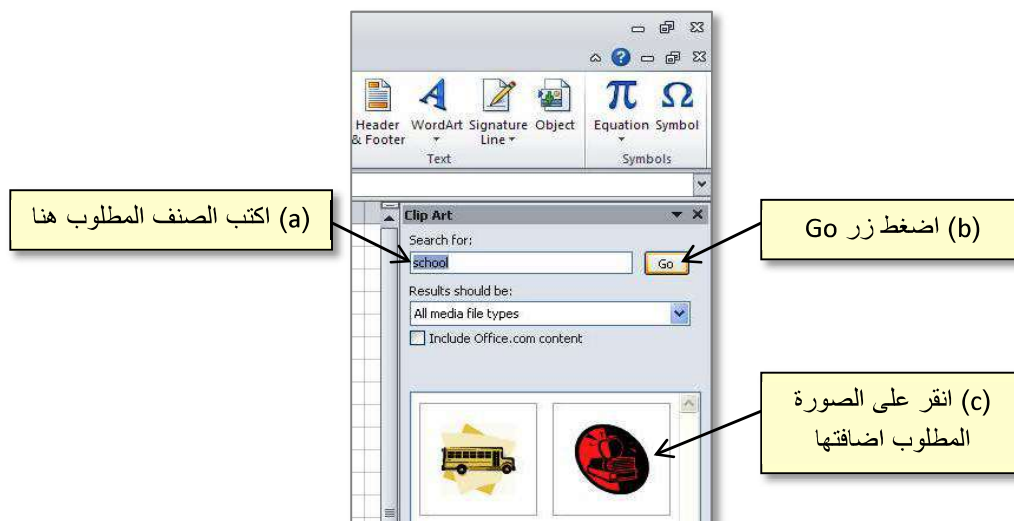 Header & Footer
WordArt
Signature Line
Object
Equation
Symbol
Text
Symbols
(a) اكتب الصنف المطلوب هنا
Clip Art
Search for:
school
Go
(b) اضغط زر Go
Results should be:
All media file types
Include Office.com content
(c) انقر على الصورة
المطلوب اضافتها